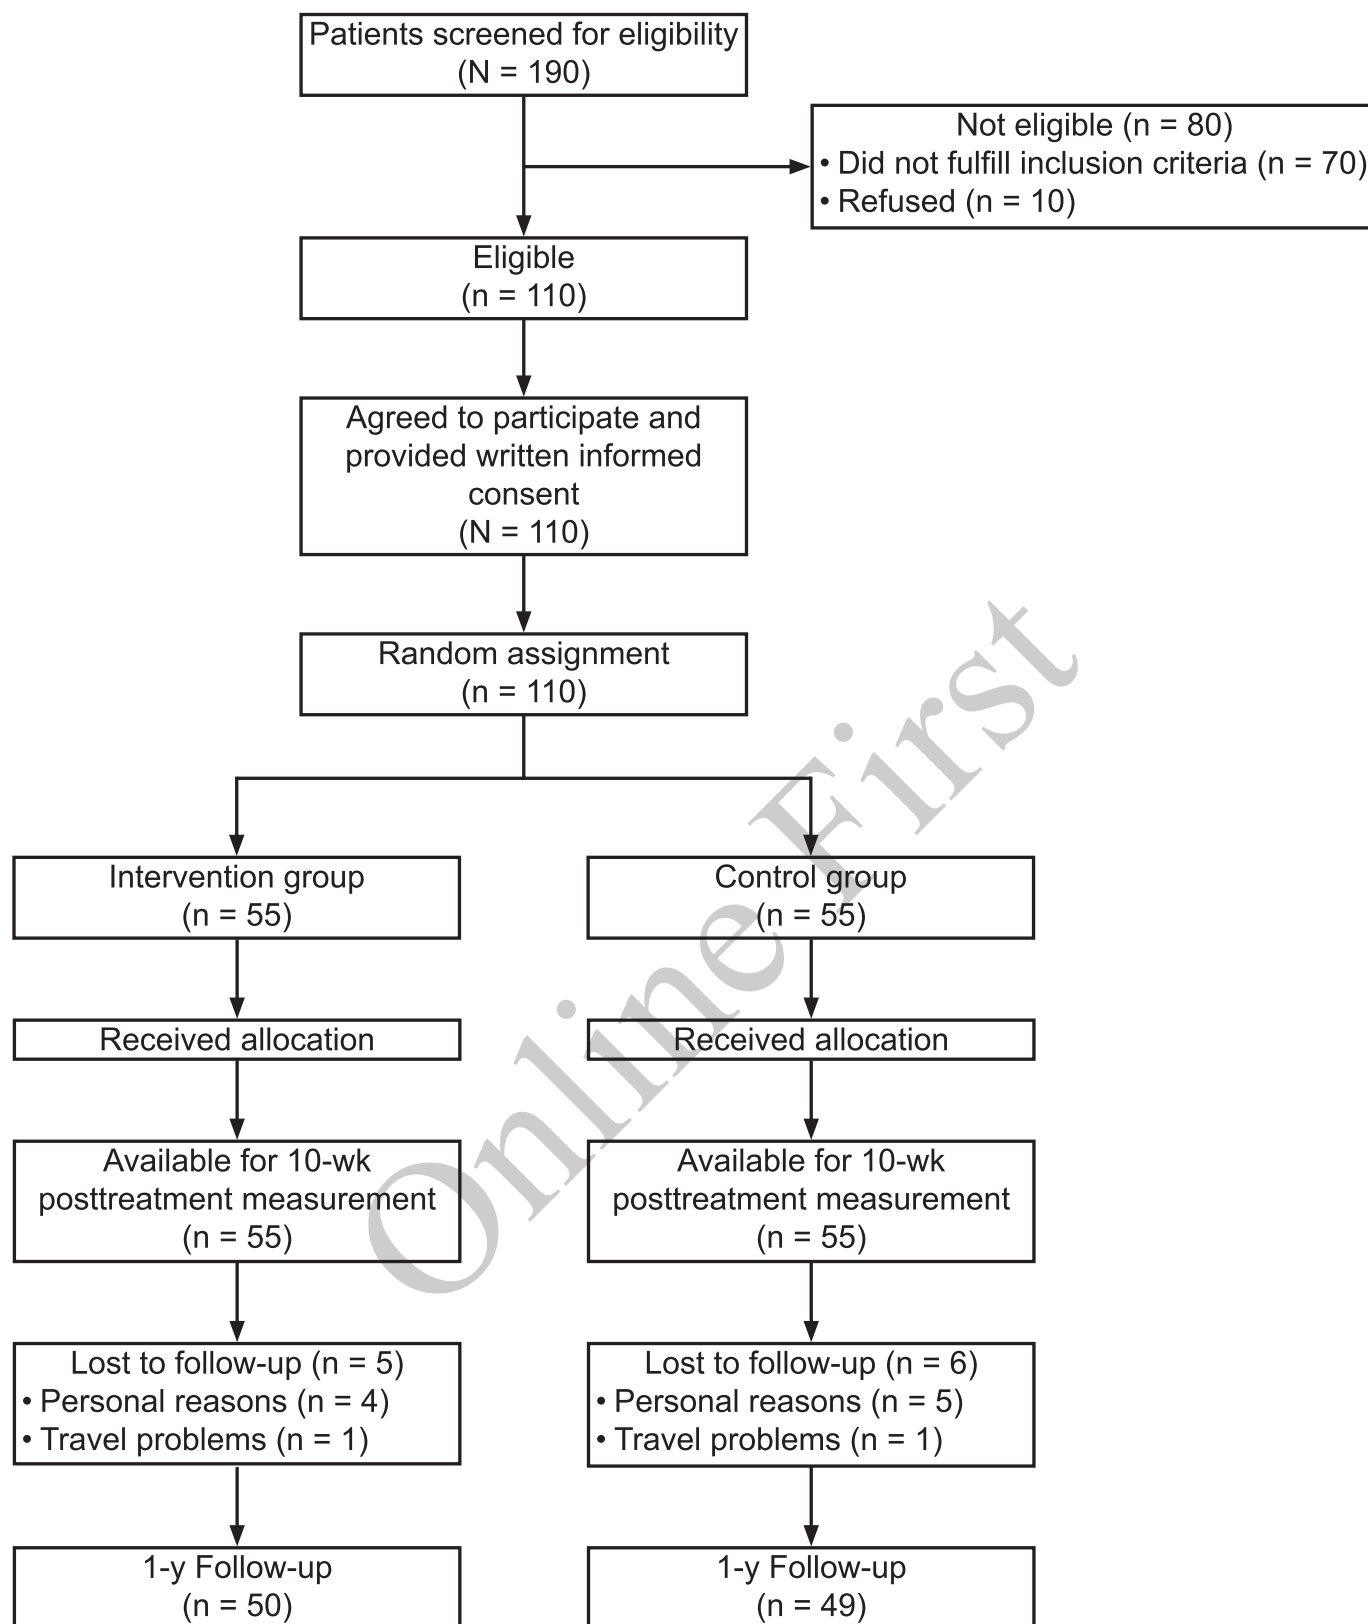 Patients screened for eligibility
(N = 190)
Not eligible (n = 80)
• Did not fulfill inclusion criteria (n = 70)
• Refused (n = 10)
Eligible
(n = 110)
Agreed to participate and
provided written informed
consent
(N = 110)
Random assignment
(n = 110)
Intervention group
(n = 55)
Control group
(n = 55)
Received allocation
Received allocation
Available for 10-wk
posttreatment measurement
(n = 55)
Available for 10-wk
posttreatment measurement
(n = 55)
Lost to follow-up (n = 5)
• Personal reasons (n = 4)
• Travel problems (n = 1)
Lost to follow-up (n = 6)
• Personal reasons (n = 5)
• Travel problems (n = 1)
1-y Follow-up
(n = 50)
1-y Follow-up
(n = 49)
Online First